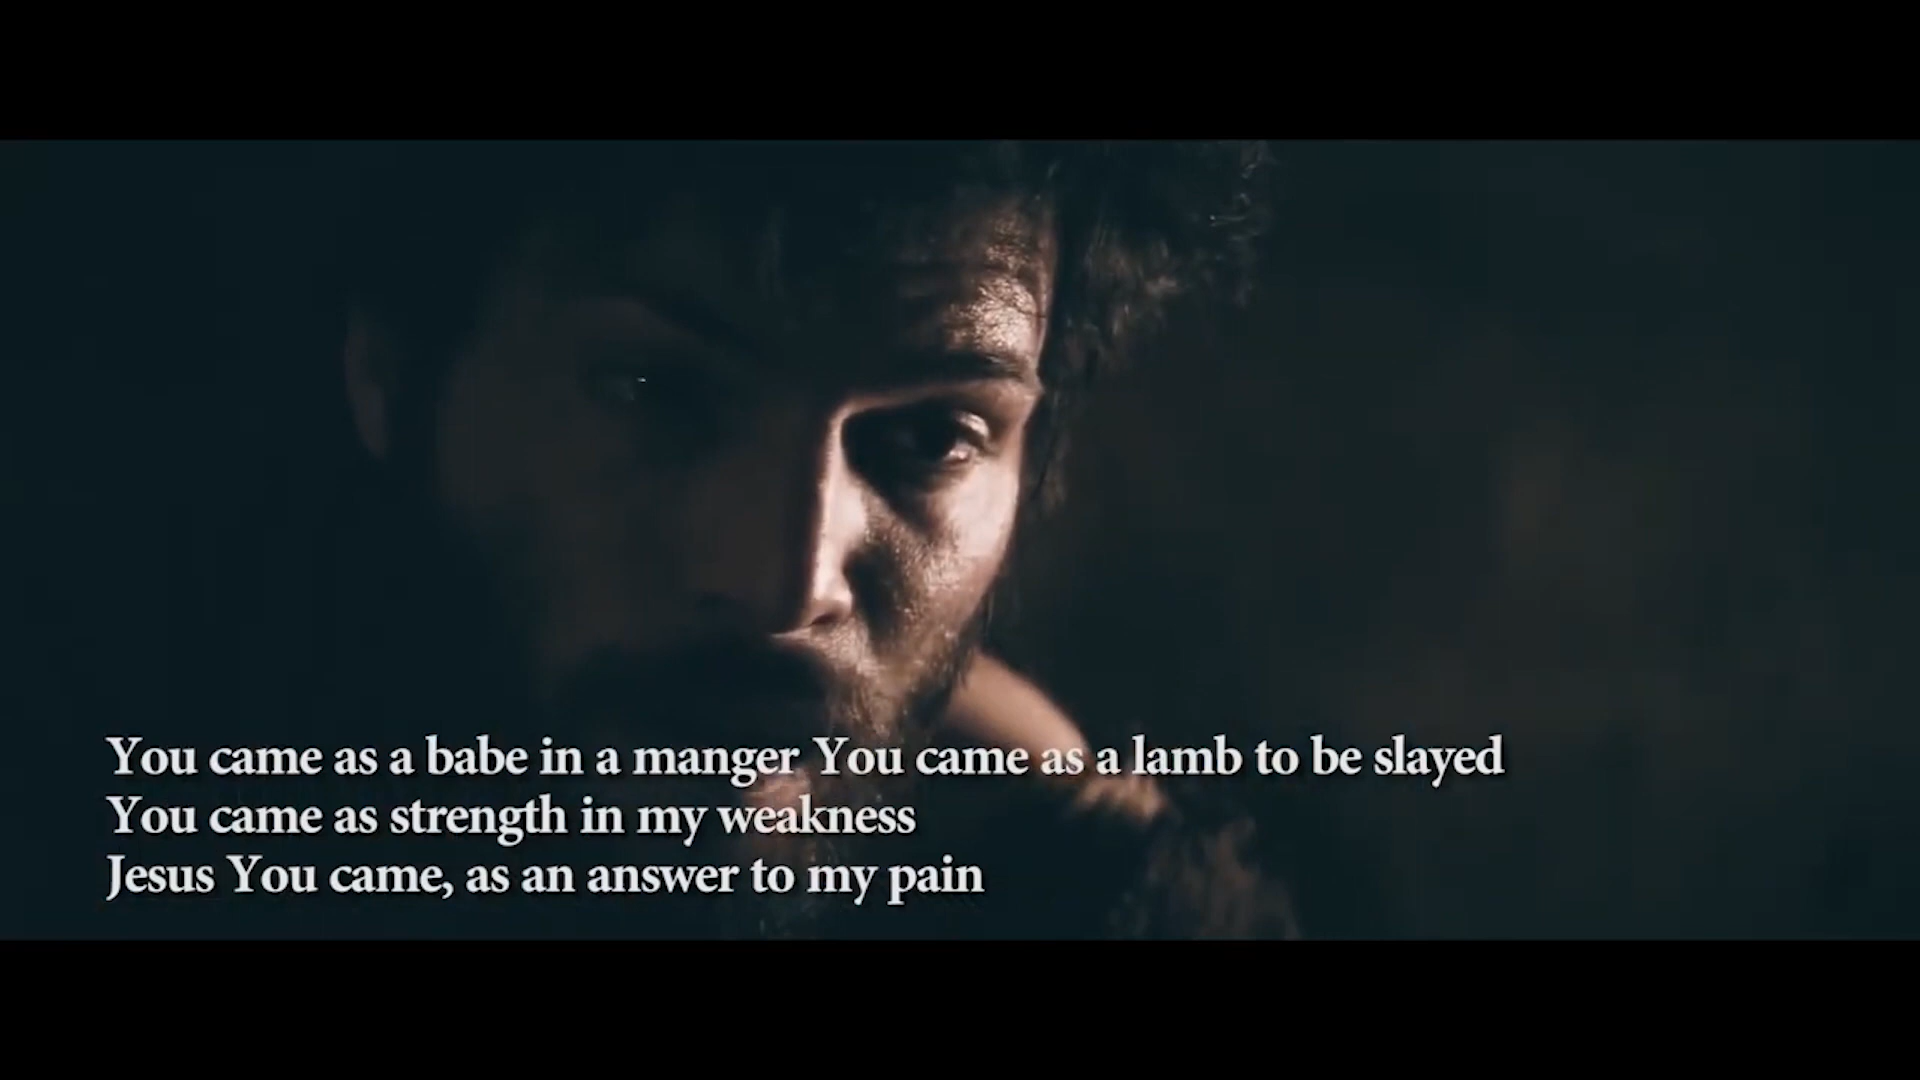 You came as a babe in a manger You came as a lamb to be slayed
You came as strength in my weakness
Jesus You came, as an answer to my pain